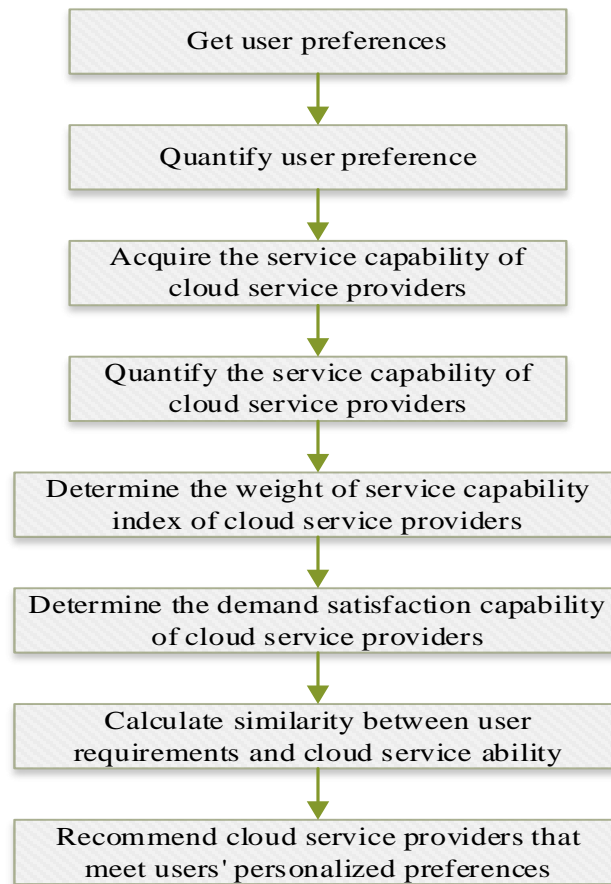 Get user preferences
Quantify user preference
Acquire the service capability of
cloud service providers
Quantify the service capability of
cloud service providers
Determine the weight of service capability
index of cloud service providers
Determine the demand satisfaction capability
of cloud service providers
Calculate similarity between user
requirements and cloud service ability
Recommend cloud service providers that
meet users' personalized preferences